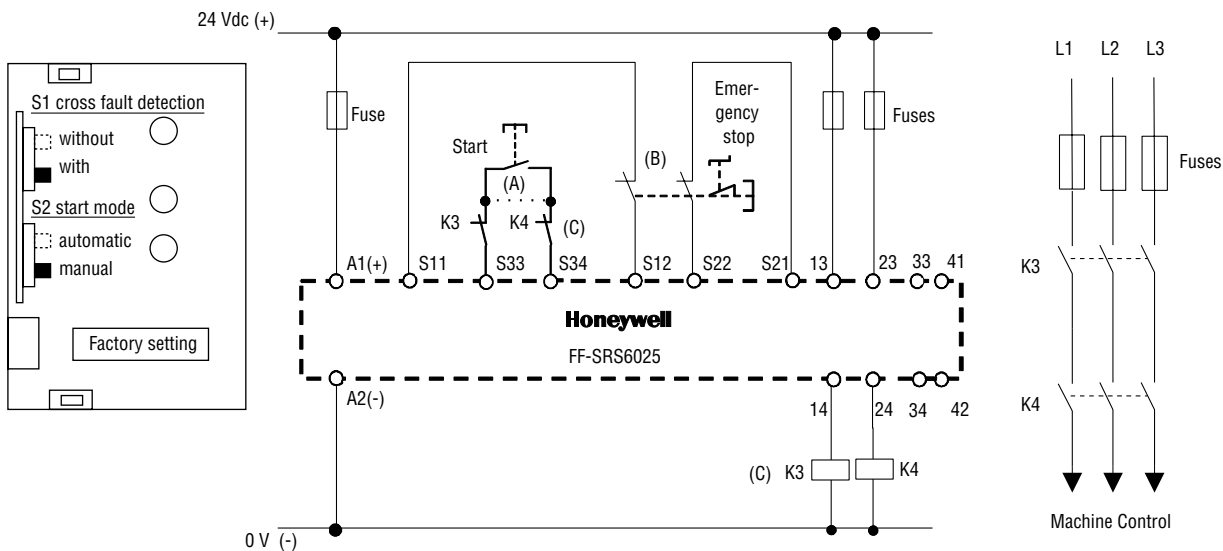 24 Vdc (+)
S1 cross fault detection
without
with
S2 start mode
automatic
manual
Factory setting
Fuse
Start
(A)
K3
K4
(C)
(B)
Emer-
gency
stop
Fuses
A1(+)
S11
S33
S34
S12
S22
S21
13
23
33
41
Honeywell
FF-SRS6025
A2(-)
14
24
34
42
(C)
K3
K4
0 V (-)
L1
L2
L3
Fuses
K3
K4
Machine Control